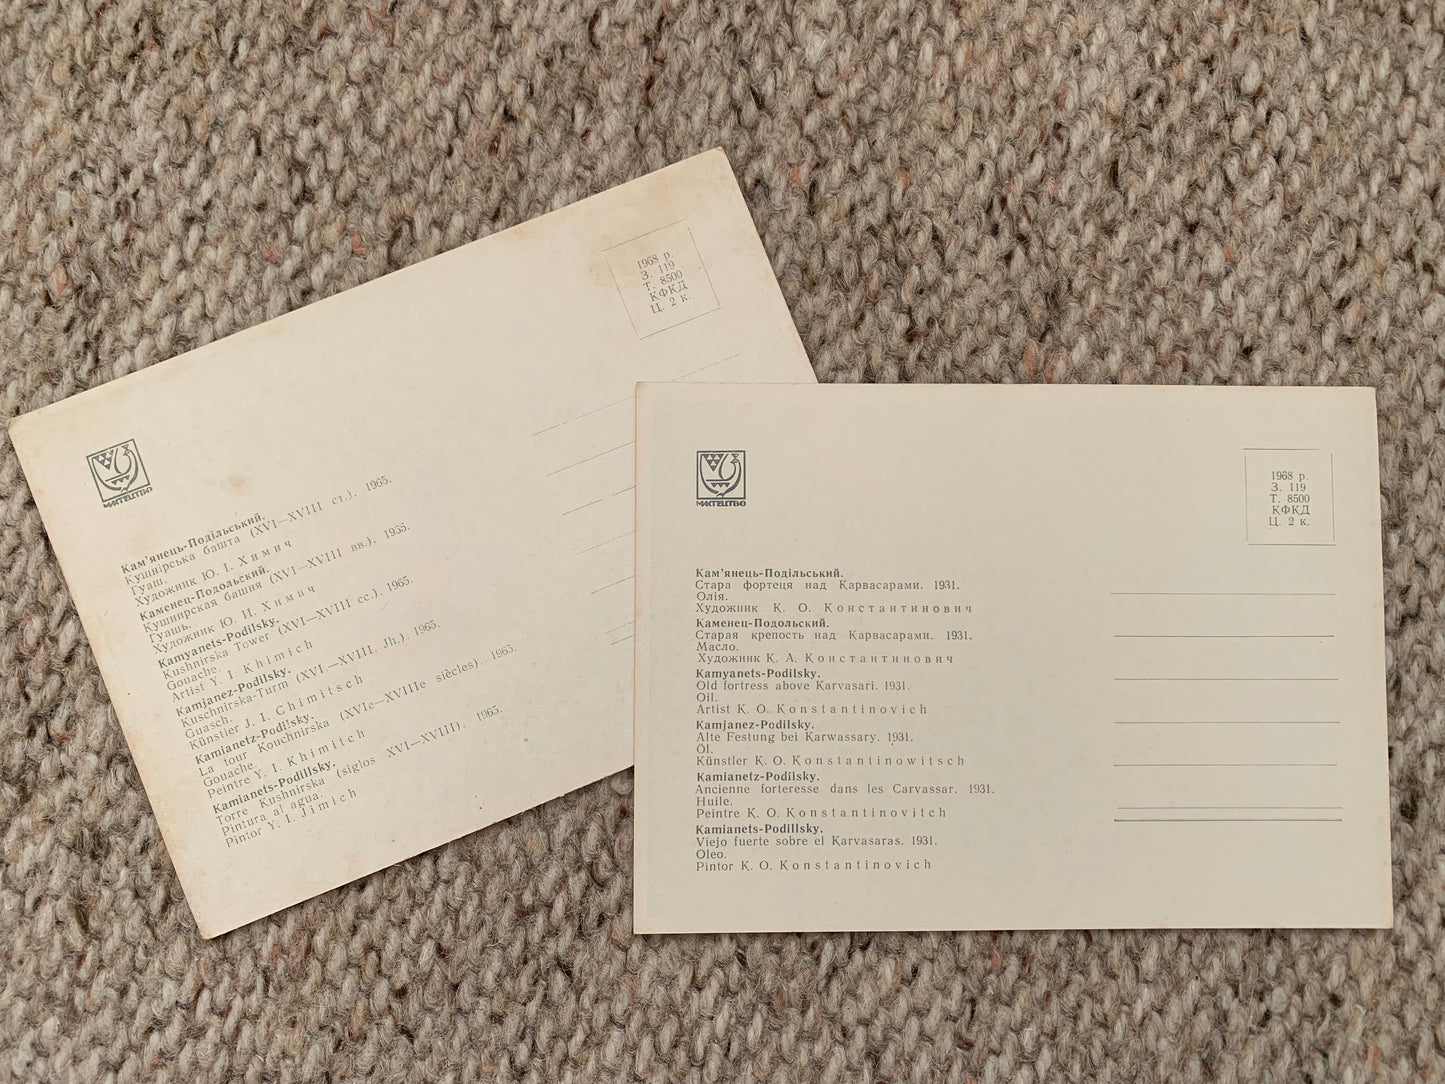 1968 р.
З. 119
Т. 8500
КФКД
Ц. 2 к.
МИСТЕЦТВО
Кам'янець-Подільський.
Кушнірська башта (XVI—XVIII ст.). 1965.
Гуаш.
Художник Ю. І. Химич
Каменец-Подольский.
Кушнирская башня (XVI—XVIII вв.). 1935.
Гуашь.
Художник Ю. И. Химич
Kamyanets-Podilsky.
Kushnirska Tower (XVI—XVIII cc.). 1965.
Gouache.
Artist Y. I Khimich
Kamjanez-Podilsky.
Kuschnirska-Turm (XVI.—XVIII. Jh.). 1965.
Guasch.
Künstler J. I. Chimitsch
Kamianetz-Podilsky.
La tour Kouchnirska (XVIe—XVIIIe siècles). 1965.
Gouache.
Peintre Y. I. Khimitch
Kamianets-Podillsky.
Torre Kushnirska (siglos XVI—XVIII). 1965.
Pintura al agua.
Pintor Y. I. Jimich
1968 р.
З. 119
Т. 8500
КФКД
Ц. 2 к.
МИСТЕЦТВО
Кам'янець-Подільський.
Стара фортеця над Карвасарами. 1931.
Олія.
Художник К. О. Константинович
Каменец-Подольский.
Старая крепость над Карвасарами. 1931.
Масло.
Художник К. А. Константинович
Kamyanets-Podilsky.
Old fortress above Karvasari. 1931.
Oil.
Artist K. O. Konstantinovich
Kamjanez-Podilsky.
Alte Festung bei Karwassary. 1931.
Öl.
Künstler K. O. Konstantinowitsch
Kamianetz-Podilsky.
Ancienne forteresse dans les Carvassar. 1931.
Huile.
Peintre K. O. Konstantinovitch
Kamianets-Podillsky.
Viejo fuerte sobre el Karvasaras. 1931.
Oleo.
Pintor K. O. Konstantinovich